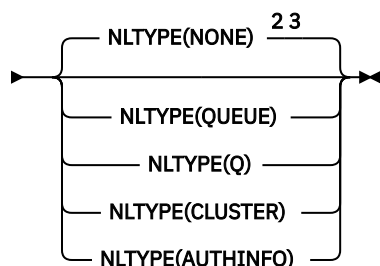 NLTYPE(NONE) 2 3
NLTYPE(QUEUE)
NLTYPE(Q)
NLTYPE(CLUSTER)
NLTYPE(AUTHINFO)